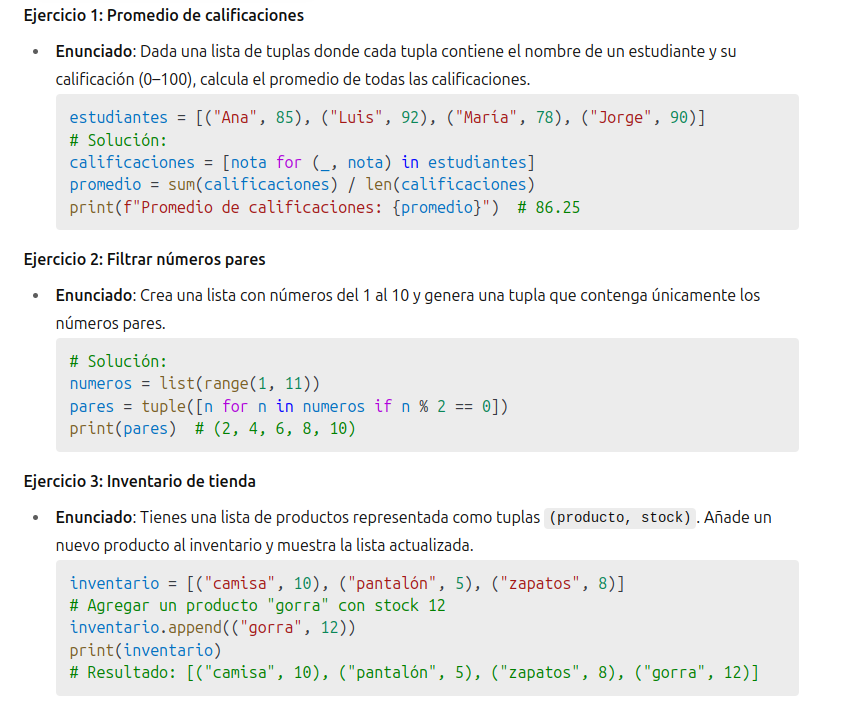 Ejercicio 1: Promedio de calificaciones
• Enunciado: Dada una lista de tuplas donde cada tupla contiene el nombre de un estudiante y su
calificación (0–100), calcula el promedio de todas las calificaciones.
estudiantes = [("Ana", 85), ("Luis", 92), ("María", 78), ("Jorge", 90)]
# Solución:
calificaciones = [nota for (_, nota) in estudiantes]
promedio = sum(calificaciones) / len(calificaciones)
print(f"Promedio de calificaciones: {promedio}")  # 86.25
Ejercicio 2: Filtrar números pares
• Enunciado: Crea una lista con números del 1 al 10 y genera una tupla que contenga únicamente los
números pares.
# Solución:
numeros = list(range(1, 11))
pares = tuple([n for n in numeros if n % 2 == 0])
print(pares)  # (2, 4, 6, 8, 10)
Ejercicio 3: Inventario de tienda
• Enunciado: Tienes una lista de productos representada como tuplas (producto, stock). Añade un
nuevo producto al inventario y muestra la lista actualizada.
inventario = [("camisa", 10), ("pantalón", 5), ("zapatos", 8)]
# Agregar un producto "gorra" con stock 12
inventario.append(("gorra", 12))
print(inventario)
# Resultado: [("camisa", 10), ("pantalón", 5), ("zapatos", 8), ("gorra", 12)]